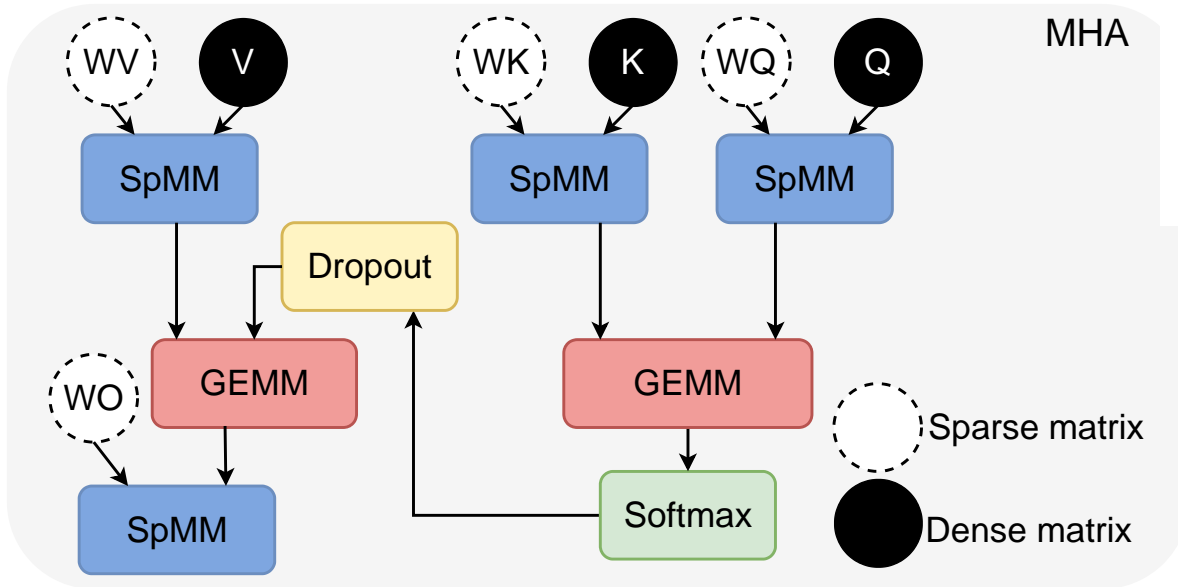 MHA
WV
V
WK
K
WQ
Q
SpMM
SpMM
SpMM
Dropout
GEMM
GEMM
WO
Sparse matrix
SpMM
Softmax
Dense matrix